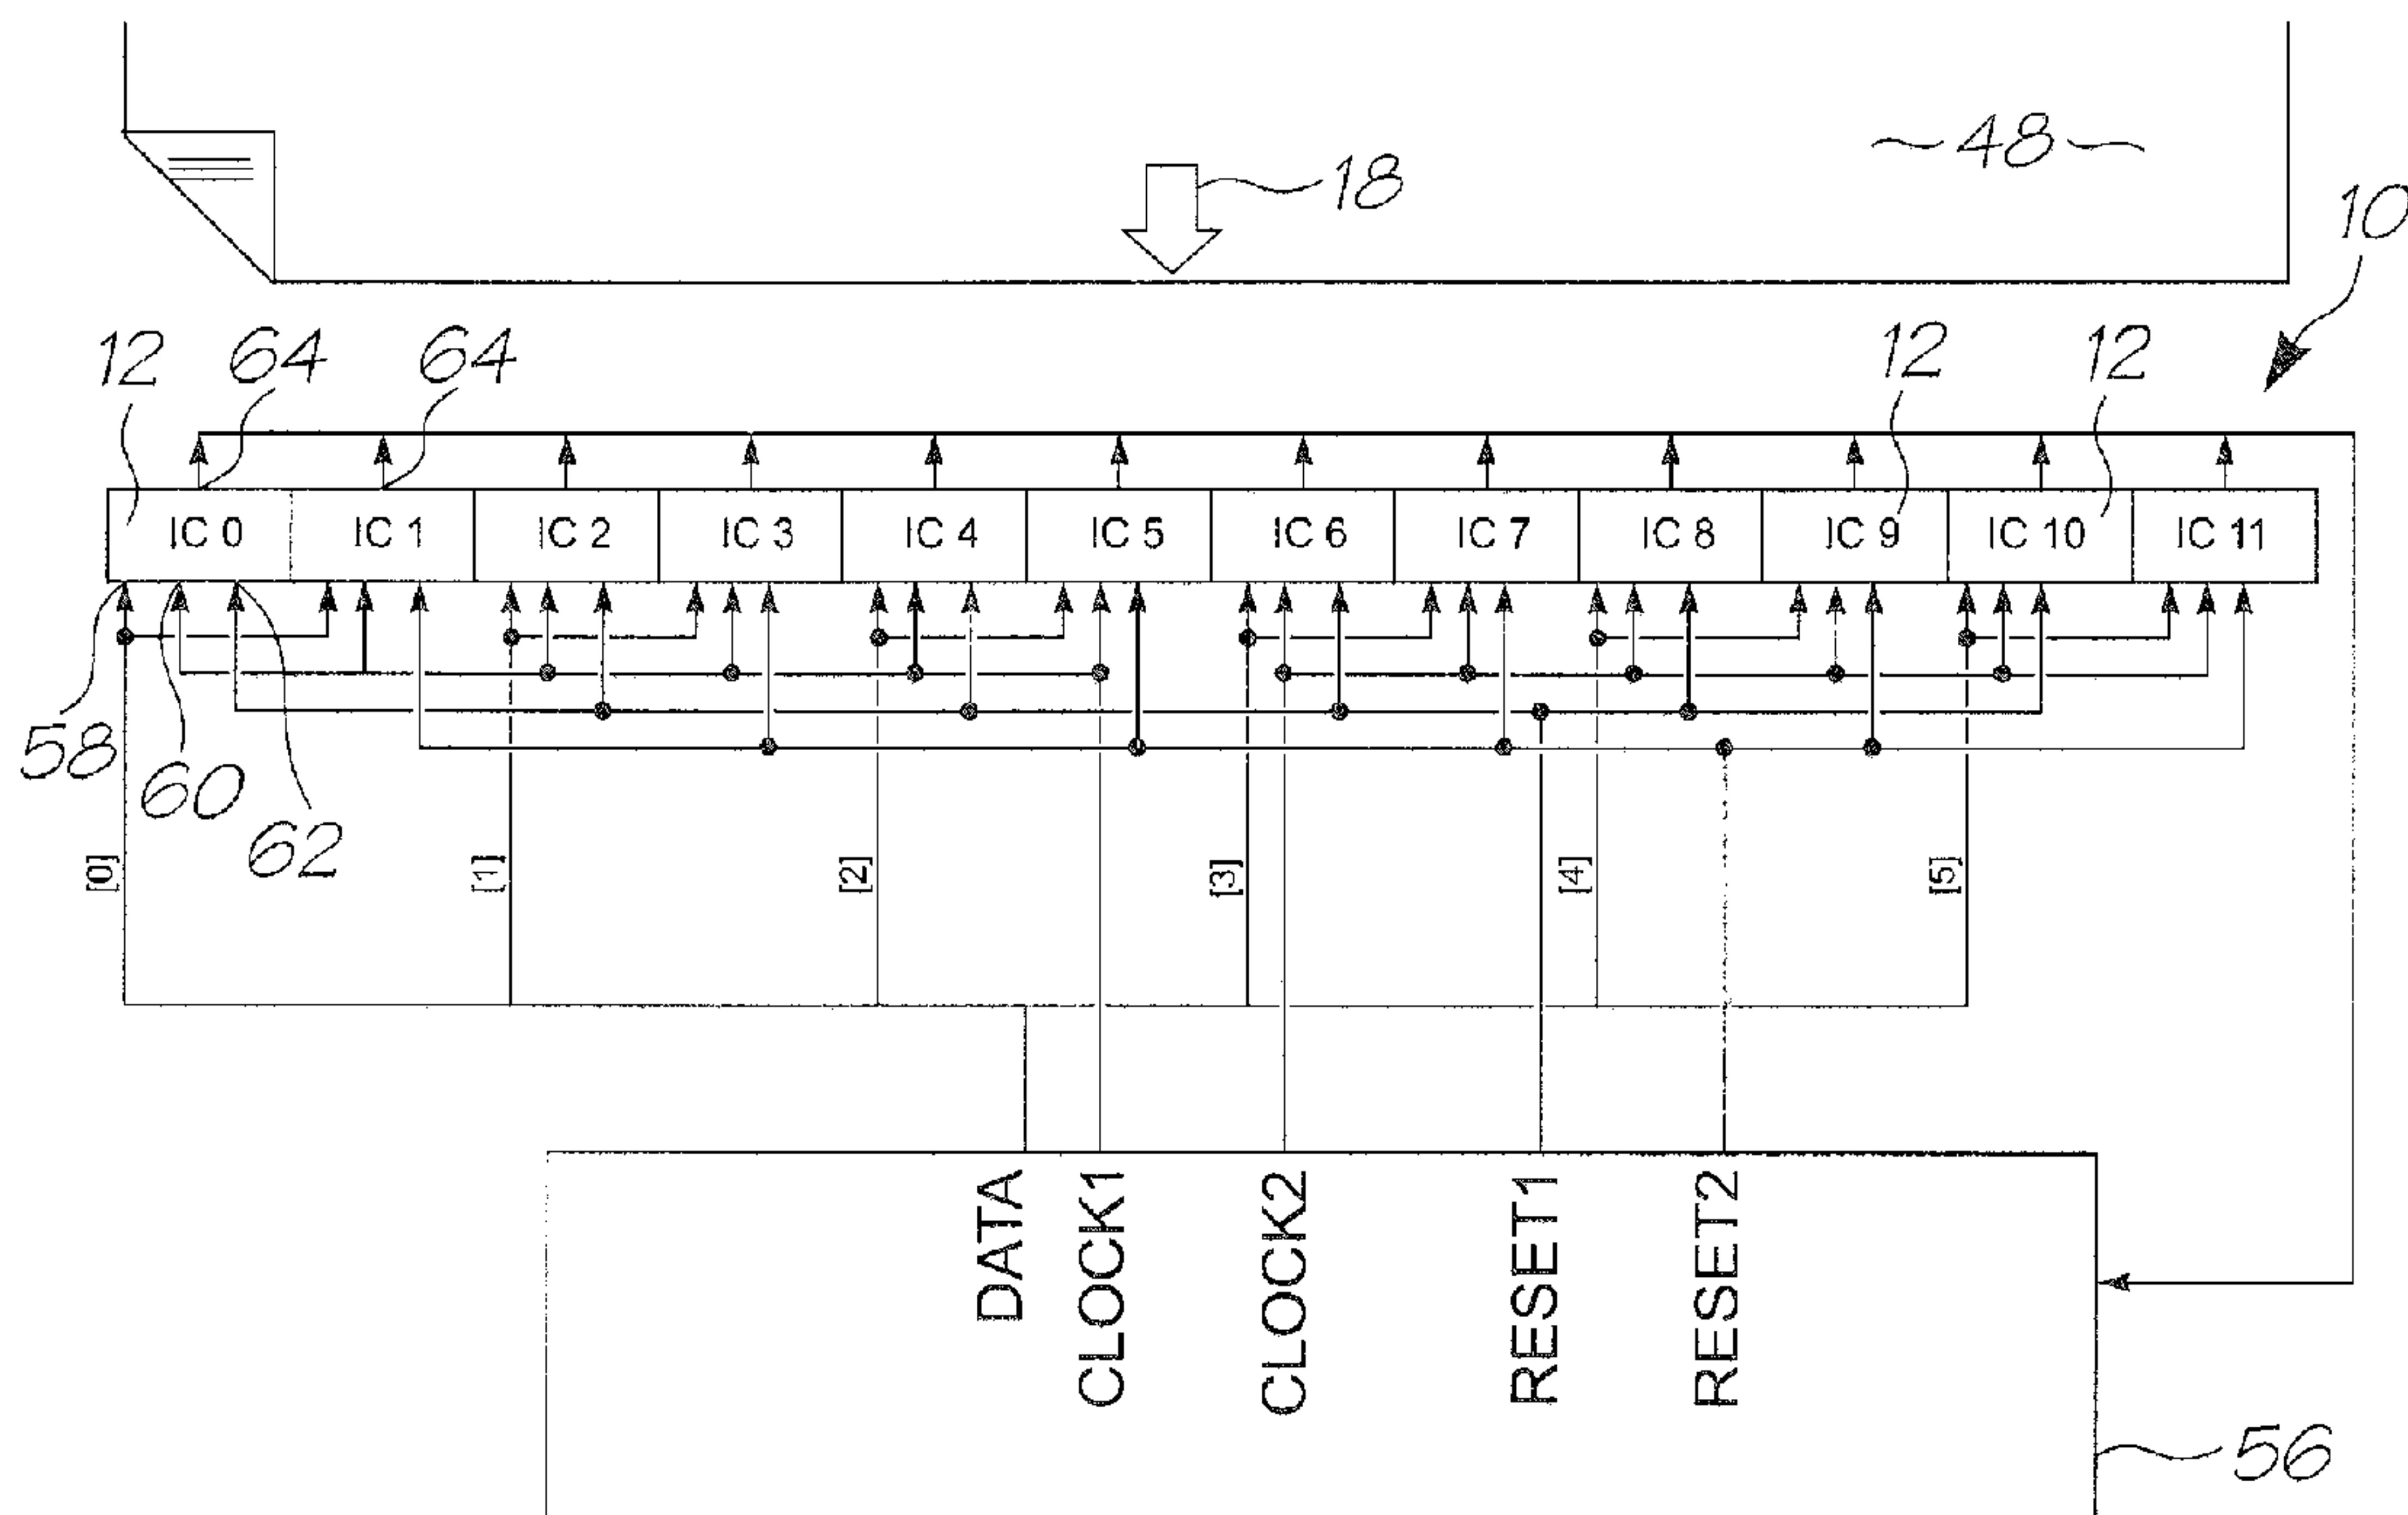 ~48~
18
10
12 64 64 12 12
IC 0 IC 1 IC 2 IC 3 IC 4 IC 5 IC 6 IC 7 IC 8 IC 9 IC 10 IC 11
58 60 62
[0] [1] [2] [3] [4] [5]
DATA
CLOCK1
CLOCK2
RESET1
RESET2
56